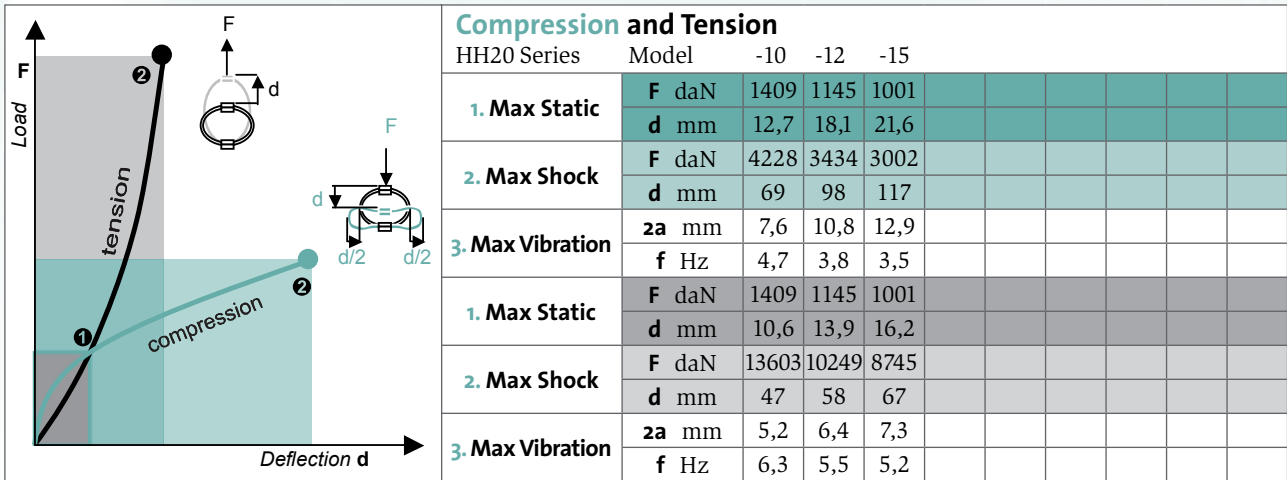 F
Load
F
d
❷
tension
F
d
d/2 d/2
❷
compression
❶
Deflection d
Compression and Tension
HH20 Series Model -10 -12 -15
1. Max Static F daN 1409 1145 1001
d mm 12,7 18,1 21,6
2. Max Shock F daN 4228 3434 3002
d mm 69 98 117
3. Max Vibration 2a mm 7,6 10,8 12,9
f Hz 4,7 3,8 3,5
1. Max Static F daN 1409 1145 1001
d mm 10,6 13,9 16,2
2. Max Shock F daN 13603 10249 8745
d mm 47 58 67
3. Max Vibration 2a mm 5,2 6,4 7,3
f Hz 6,3 5,5 5,2